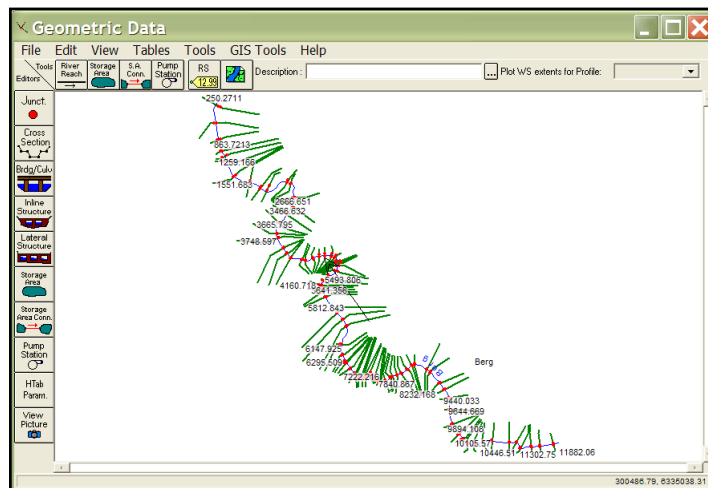 Geometric Data
File Edit View Tables Tools GIS Tools Help
Tools
Editors
River Reach
Storage Area
S.A. Conn.
Pump Station
RS
12.99
Description :
...
Plot WS extents for Profile:
Junct.
Cross Section
Brdg/Culv
Inline Structure
Lateral Structure
Storage Area
Storage Area Conn.
Pump Station
HTab Param.
View Picture
250.2711
863.7213
1259.166
1551.683
2666.651
3466.632
3665.795
3748.597
4160.718
5493.806
5641.356
5812.843
6147.925
6295.509
7222.216
7840.867
8232.168
Berg
Berg
9440.033
9644.669
9894.108
10105.57
10446.51
11302.75
11882.06
300486.79, 6335038.31